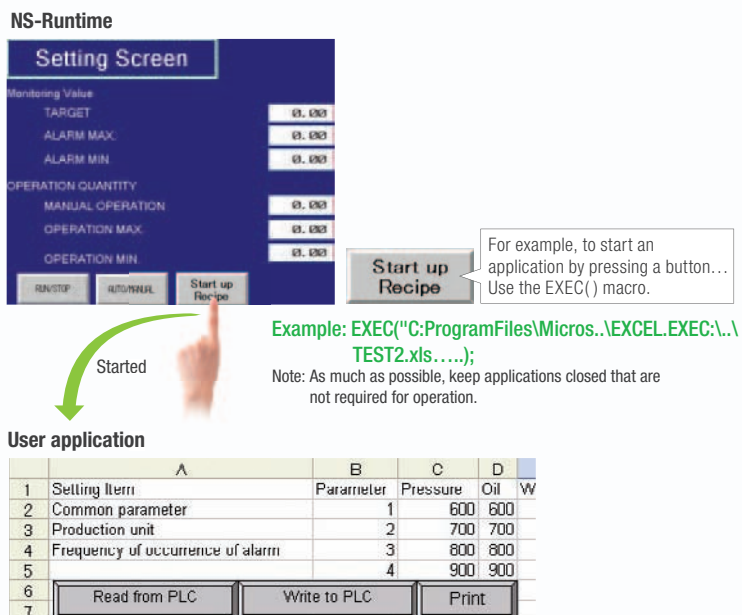 NS-Runtime
Setting Screen
Monitoring Value
TARGET 0.00
ALARM MAX. 0.00
ALARM MIN 0.00
OPERATION QUANTITY
MANUAL OPERATION 0.00
OPERATION MAX. 0.00
OPERATION MIN. 0.00
RUN/STOP AUTO/MANUAL Start up
Recipe
Start up
Recipe
For example, to start an
application by pressing a button…
Use the EXEC( ) macro.
Example: EXEC("C:ProgramFiles\Micros..\EXCEL.EXEC:\..\
TEST2.xls…..);
Note: As much as possible, keep applications closed that are
not required for operation.
Started
User application
A B C D
1 Setting Item Parameter Pressure Oil W
2 Common parameter 1 600 600
3 Production unit 2 700 700
4 Frequency of occurrence of alarm 3 800 800
5 4 900 900
6 Read from PLC Write to PLC Print
7